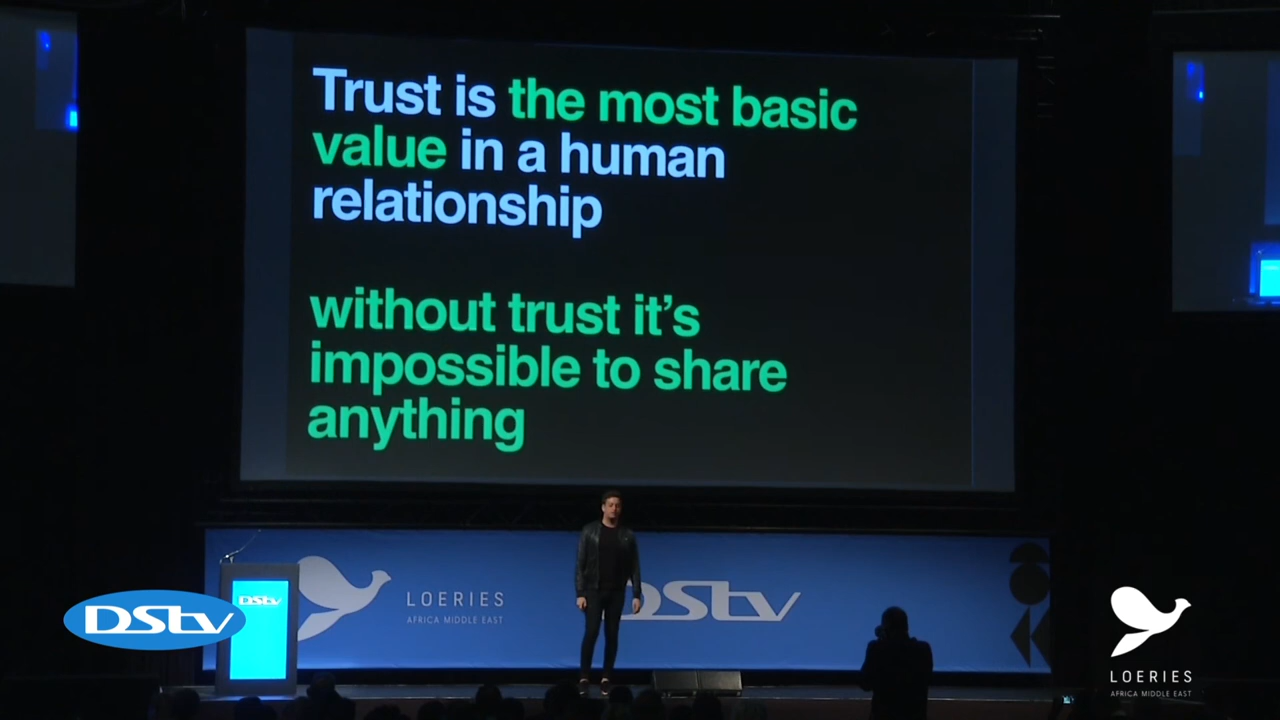 Trust is the most basic
value in a human
relationship
without trust it's
impossible to share
anything
DStv
DStv
LOERIES
AFRICA MIDDLE EAST
DStv
LOERIES
AFRICA MIDDLE EAST